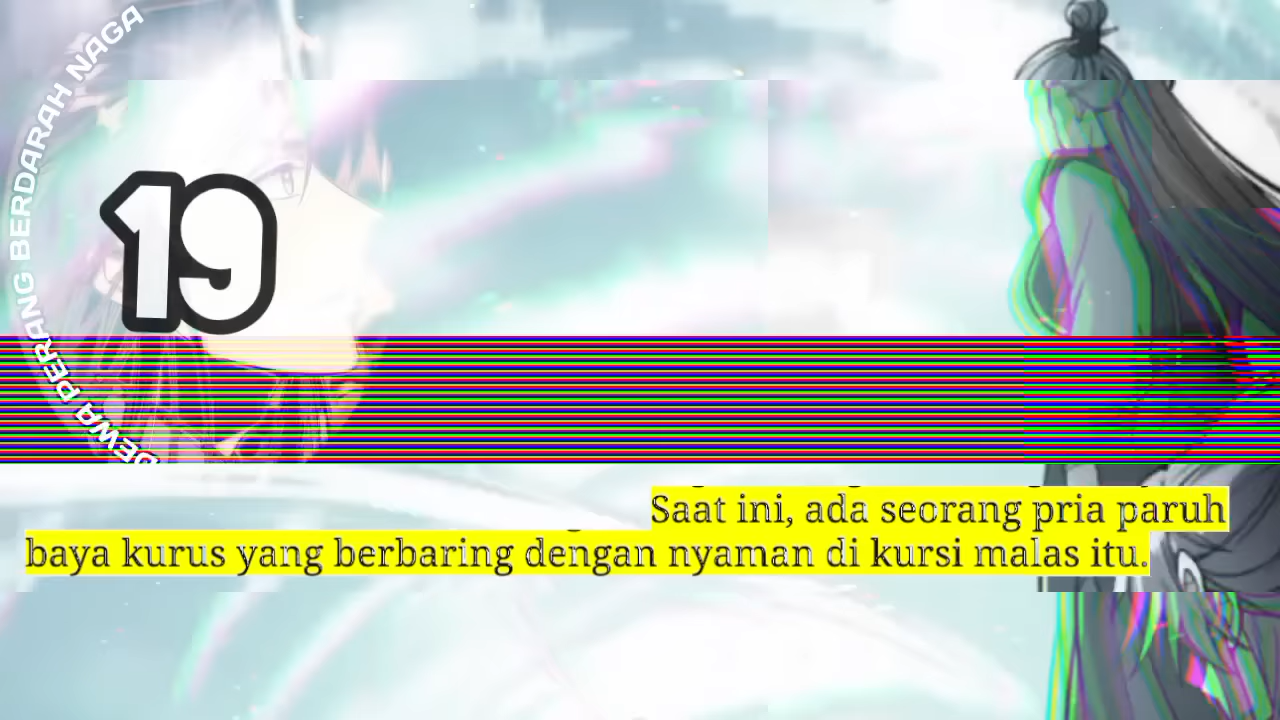 DEWA PERANG BERDARAH NAGA
19
Saat ini, ada seorang pria paruh
baya kurus yang berbaring dengan nyaman di kursi malas itu.